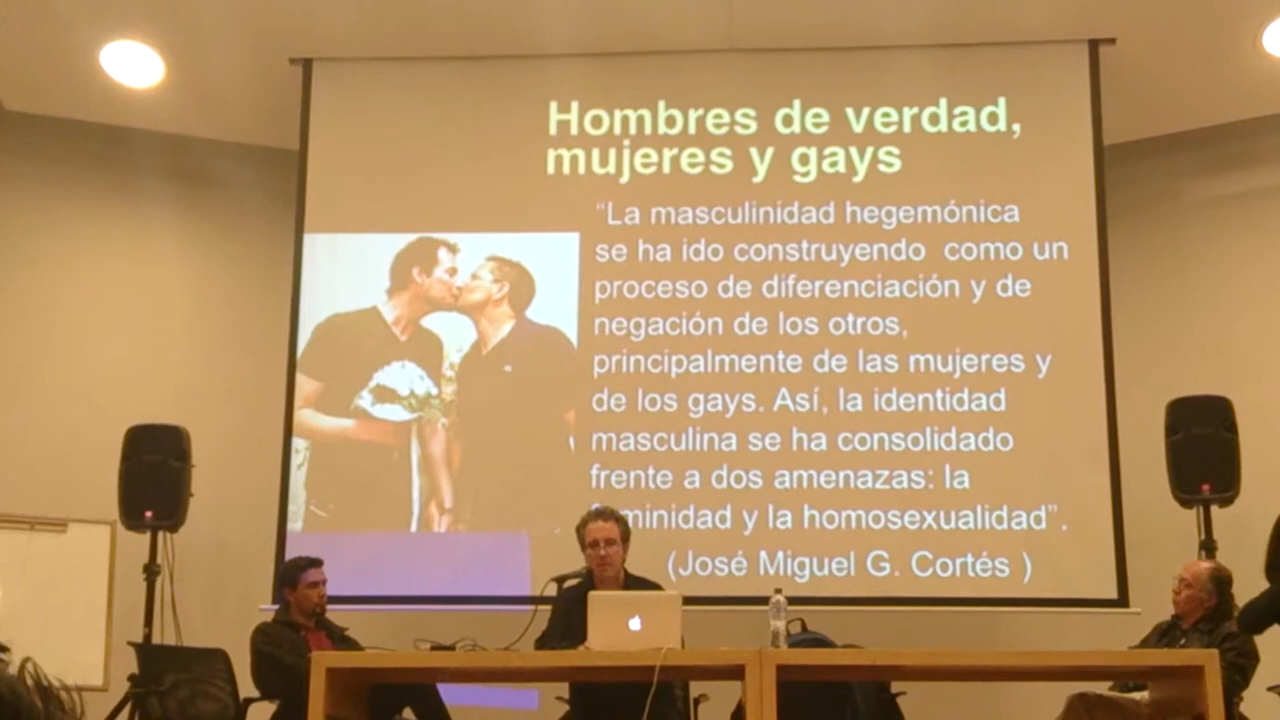 Hombres de verdad,
mujeres y gays
“La masculinidad hegemónica
se ha ido construyendo como un
proceso de diferenciación y de
negación de los otros,
principalmente de las mujeres y
de los gays. Así, la identidad
masculina se ha consolidado
frente a dos amenazas: la
minidad y la homosexualidad”.
(José Miguel G. Cortés )